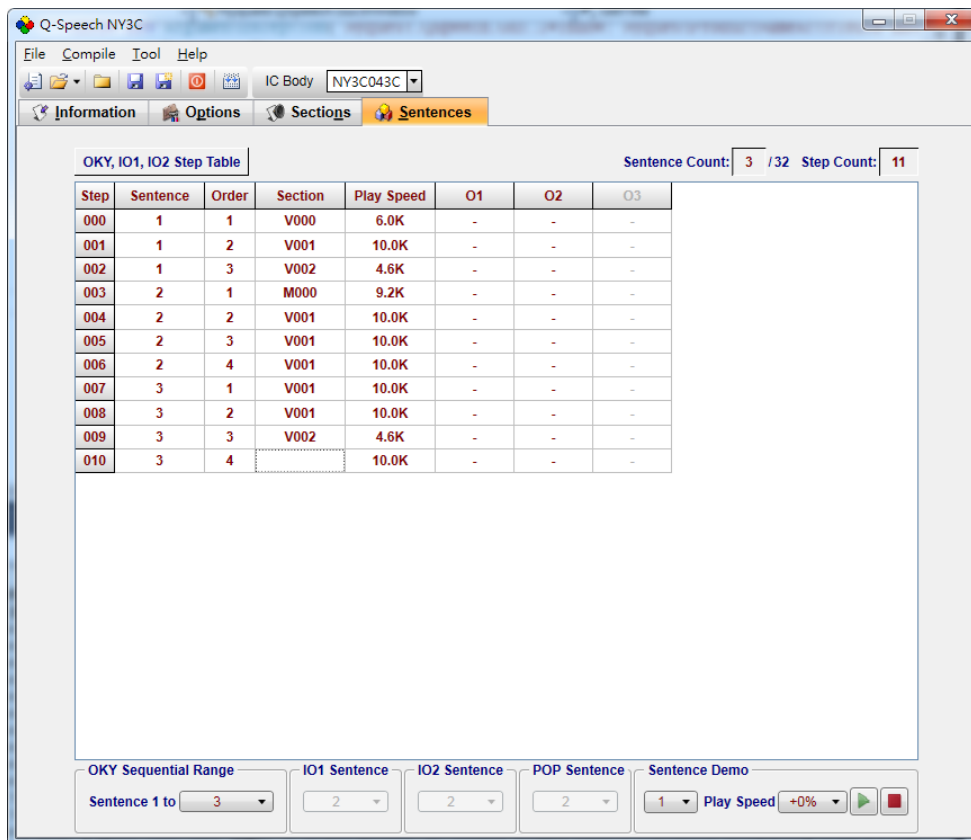 Q-Speech NY3C
File Compile Tool Help
IC Body NY3C043C
Information Options Sections Sentences
OKY, IO1, IO2 Step Table Sentence Count: 3 / 32 Step Count: 11
Step Sentence Order Section Play Speed O1 O2 O3
000 1 1 V000 6.0K - - -
001 1 2 V001 10.0K - - -
002 1 3 V002 4.6K - - -
003 2 1 M000 9.2K - - -
004 2 2 V001 10.0K - - -
005 2 3 V001 10.0K - - -
006 2 4 V001 10.0K - - -
007 3 1 V001 10.0K - - -
008 3 2 V001 10.0K - - -
009 3 3 V002 4.6K - - -
010 3 4 10.0K - - -
OKY Sequential Range IO1 Sentence IO2 Sentence POP Sentence Sentence Demo
Sentence 1 to 3 2 2 2 1 Play Speed +0%